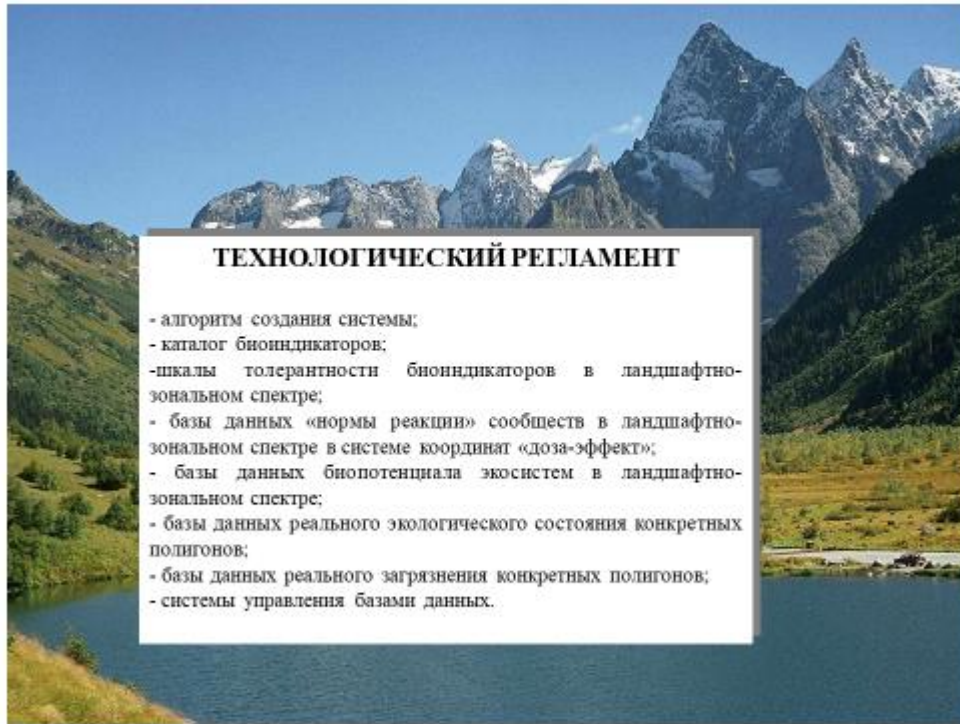 ТЕХНОЛОГИЧЕСКИЙ РЕГЛАМЕНТ
- алгоритм создания системы;
- каталог биоиндикаторов;
-шкалы толерантности биоиндикаторов в ландшафтно-
зональном спектре;
- базы данных «нормы реакции» сообществ в ландшафтно-
зональном спектре в системе координат «доза-эффект»;
- базы данных биопотенциала экосистем в ландшафтно-
зональном спектре;
- базы данных реального экологического состояния конкретных
полигонов;
- базы данных реального загрязнения конкретных полигонов;
- системы управления базами данных.